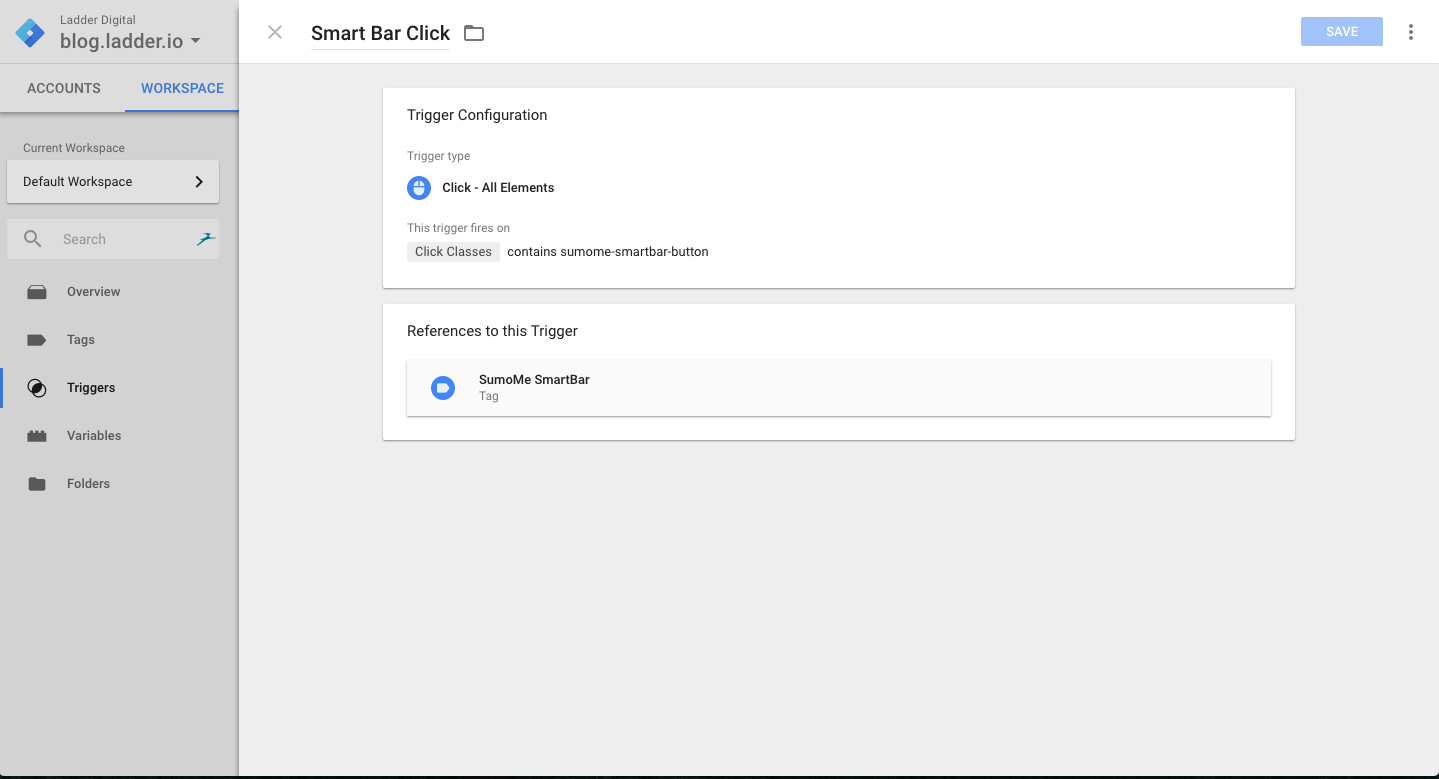 Ladder Digital
blog.ladder.io
ACCOUNTS
WORKSPACE
Current Workspace
Default Workspace
Search
Overview
Tags
Triggers
Variables
Folders
Smart Bar Click
SAVE
Trigger Configuration
Trigger type
Click - All Elements
This trigger fires on
Click Classes contains sumome-smartbar-button
References to this Trigger
SumoMe SmartBar
Tag